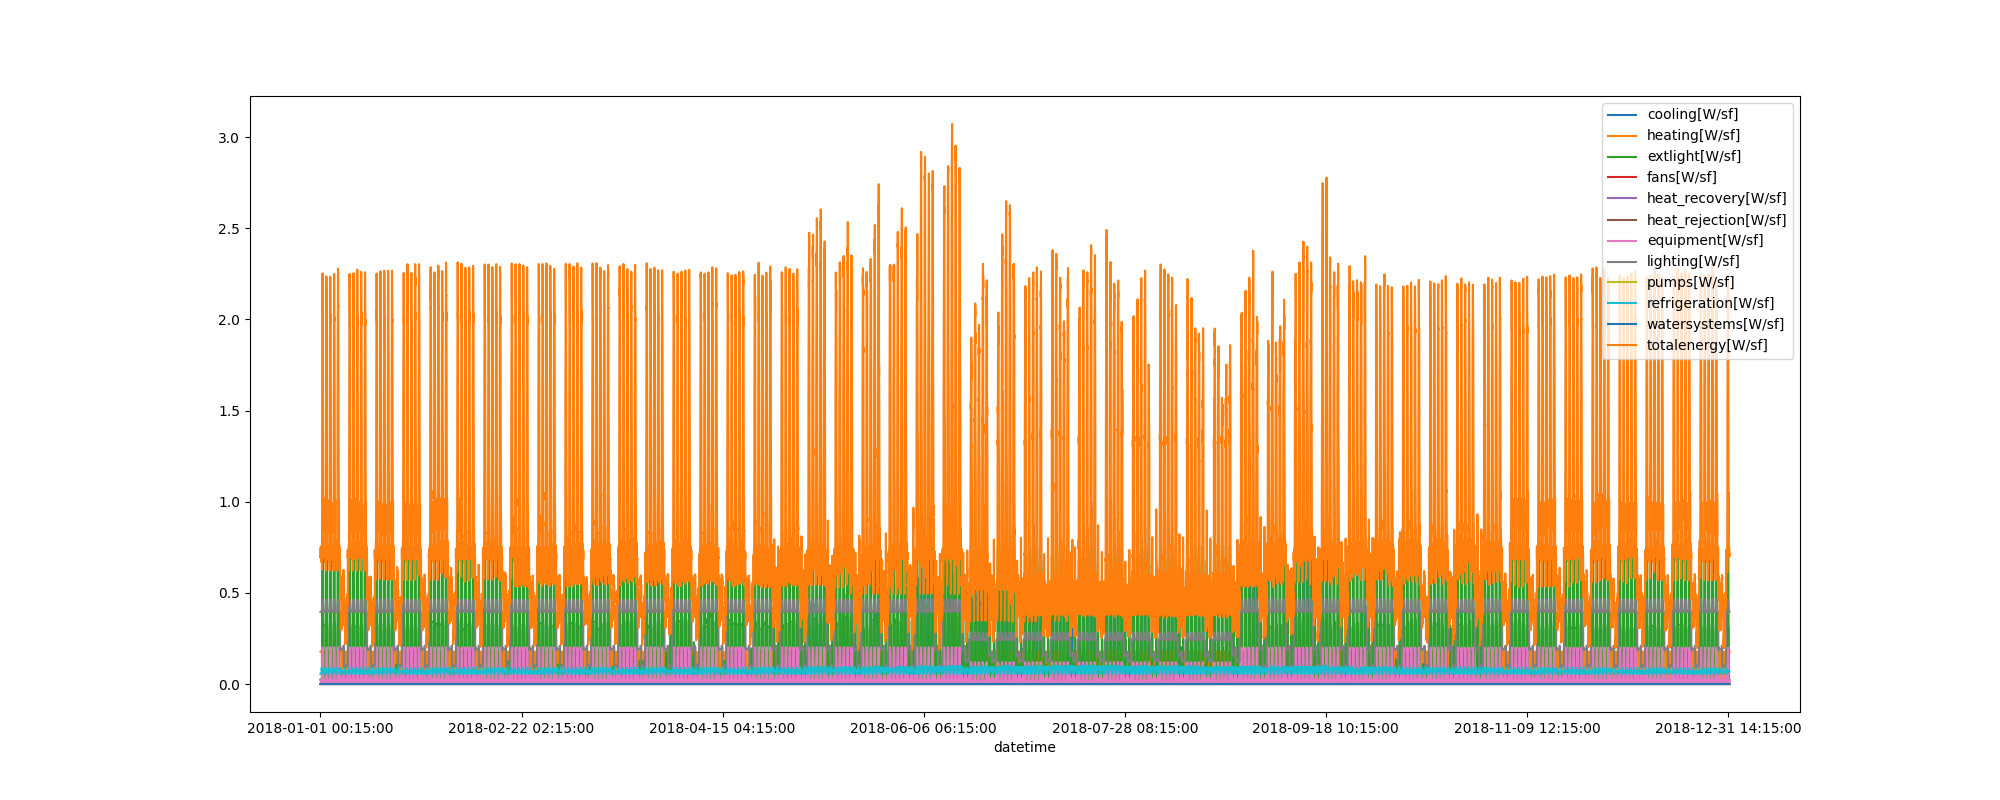 3.0
2.5
2.0
1.5
1.0
0.5
0.0
cooling[W/sf]
heating[W/sf]
extlight[W/sf]
fans[W/sf]
heat_recovery[W/sf]
heat_rejection[W/sf]
equipment[W/sf]
lighting[W/sf]
pumps[W/sf]
refrigeration[W/sf]
watersystems[W/sf]
totalenergy[W/sf]
2018-01-01 00:15:00 2018-02-22 02:15:00 2018-04-15 04:15:00 2018-06-06 06:15:00 2018-07-28 08:15:00 2018-09-18 10:15:00 2018-11-09 12:15:00 2018-12-31 14:15:00
datetime